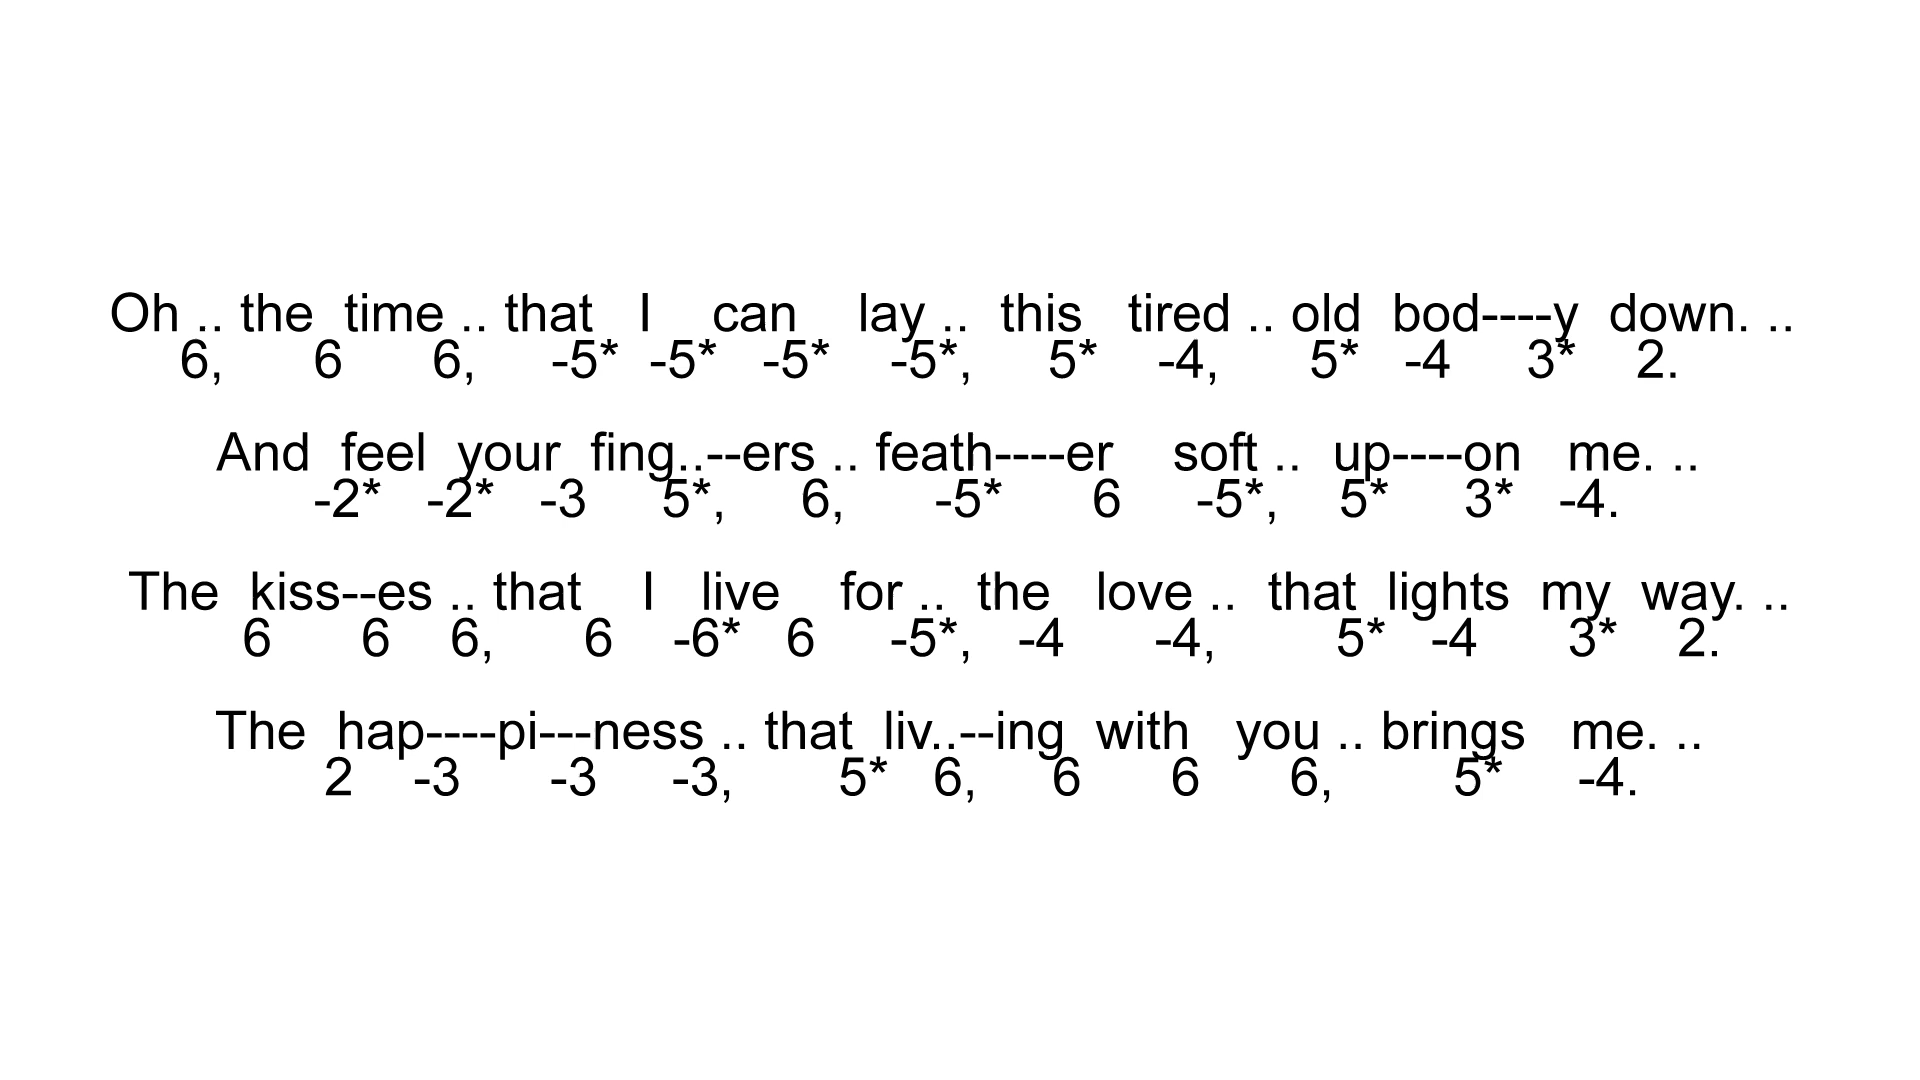 Oh .. the time .. that I can lay .. this tired .. old bod----y down. ..
6, 6 6, -5* -5* -5* -5*, 5* -4, 5* -4 3* 2.
And feel your fing..--ers .. feath----er soft .. up----on me. ..
-2* -2* -3 5*, 6, -5* 6 -5*, 5* 3* -4.
The kiss--es .. that I live for .. the love .. that lights my way. ..
6 6 6, 6 -6* 6 -5*, -4 -4, 5* -4 3* 2.
The hap----pi---ness .. that liv..--ing with you .. brings me. ..
2 -3 -3 -3, 5* 6, 6 6 6, 5* -4.